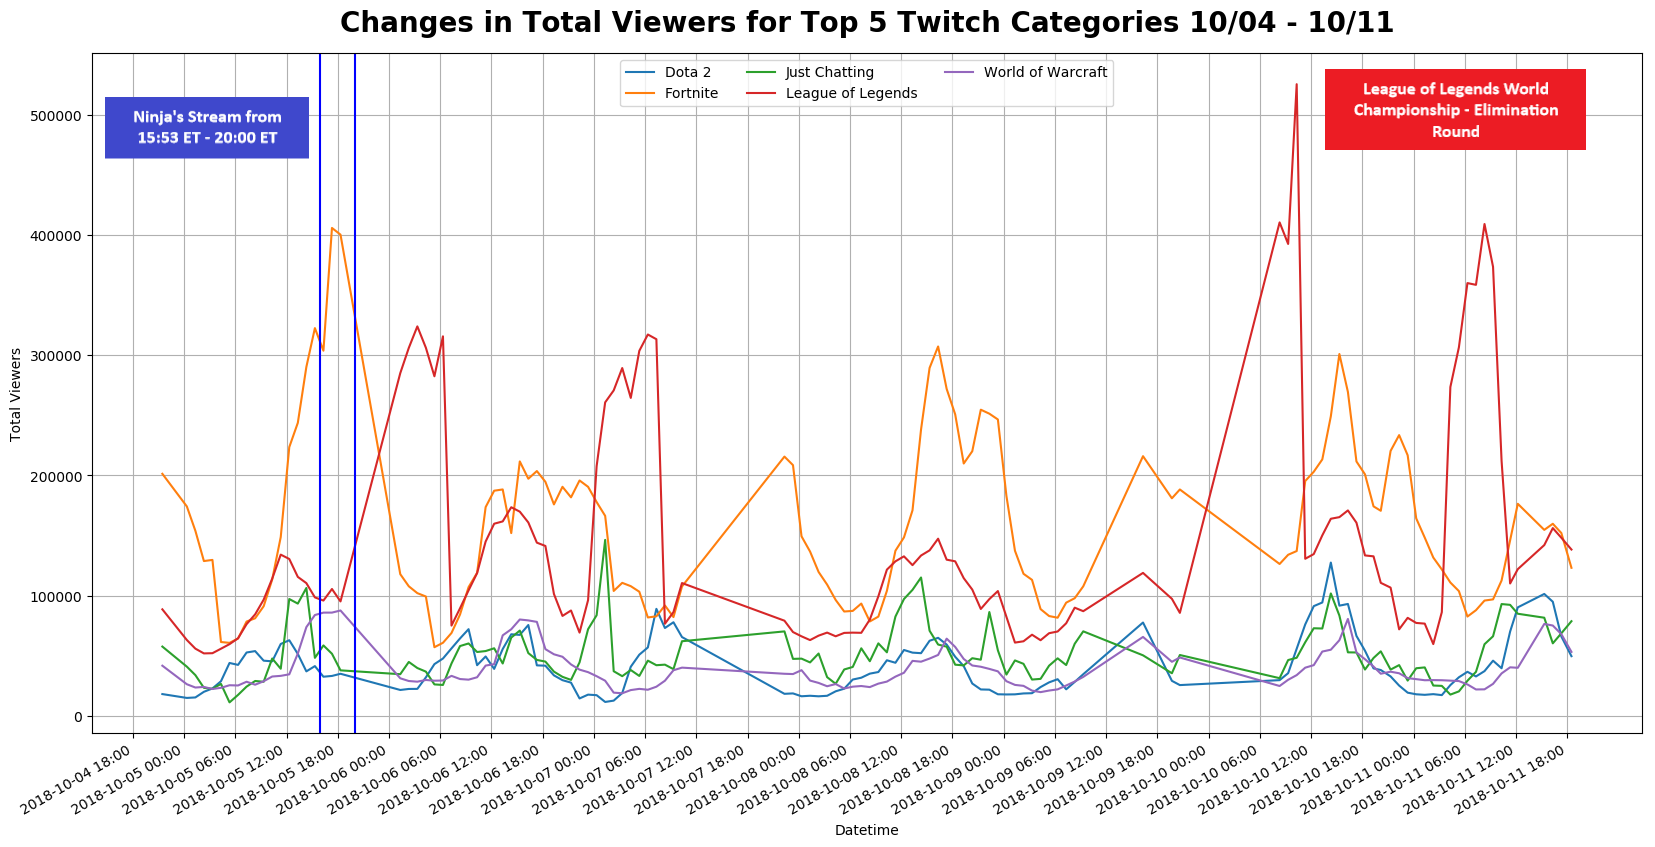 Changes in Total Viewers for Top 5 Twitch Categories 10/04 - 10/11
Dota 2
Fortnite
Just Chatting
League of Legends
World of Warcraft
Ninja's Stream from
15:53 ET - 20:00 ET
League of Legends World
Championship - Elimination
Round
Total Viewers
500000
400000
300000
200000
100000
0
2018-10-04 18:00
2018-10-05 00:00
2018-10-05 06:00
2018-10-05 12:00
2018-10-05 18:00
2018-10-06 00:00
2018-10-06 06:00
2018-10-06 12:00
2018-10-06 18:00
2018-10-07 00:00
2018-10-07 06:00
2018-10-07 12:00
2018-10-07 18:00
2018-10-08 00:00
2018-10-08 06:00
2018-10-08 12:00
2018-10-08 18:00
2018-10-09 00:00
2018-10-09 06:00
2018-10-09 12:00
2018-10-09 18:00
2018-10-10 00:00
2018-10-10 06:00
2018-10-10 12:00
2018-10-10 18:00
2018-10-11 00:00
2018-10-11 06:00
2018-10-11 12:00
2018-10-11 18:00
Datetime